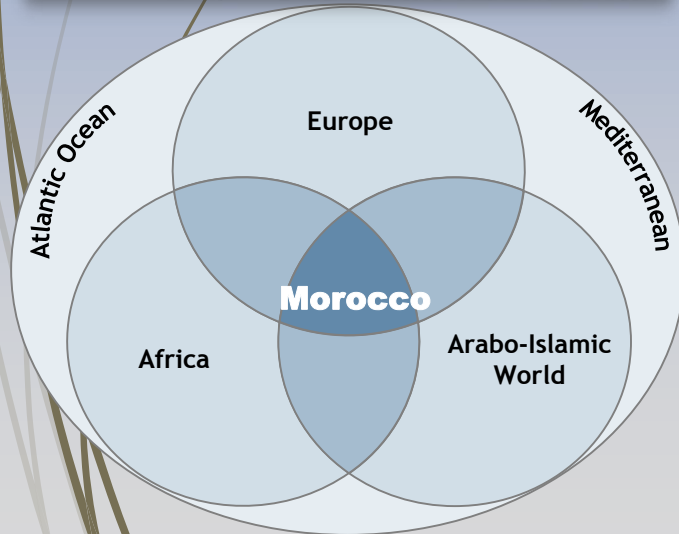 Europe
Atlantic Ocean
Mediterranean
Morocco
Africa
Arabo-Islamic
World